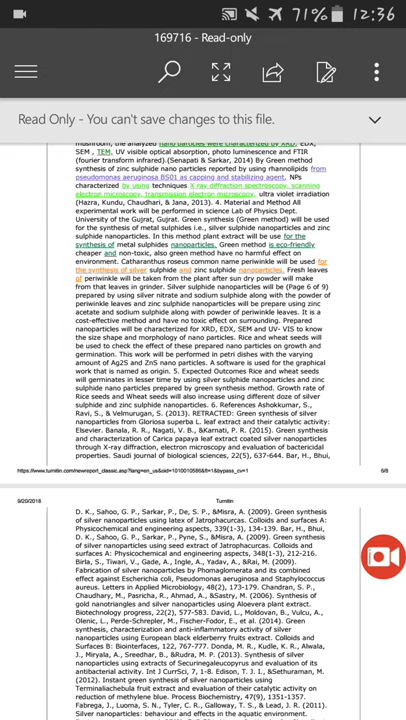 71% 12:36
169716 - Read-only
Read Only - You can't save changes to this file.
mushroom, the analyzed nano particles were characterized by XRD, EDX,
SEM , TEM, UV visible optical absorption, photo luminescence and FTIR
(fourier transform infrared).(Senapati & Sarkar, 2014) By Green method
synthesis of zinc sulphide nano particles reported by using rhannolipids from
pseudomonas aeruginosa BS01 as capping and stabilizing agent. NPs
characterized by using techniques X ray diffraction spectroscopy, scanning
electron microscopy, transmission electron microscopy, ultra violet irradiation
(Hazra, Kundu, Chaudhuri, & Jana, 2013). 4. Material and Method All
experimental work will be performed in science Lab of Physics Dept.
University of the Gujrat, Gujrat. Green synthesis (Green method) will be used
for the synthesis of metal sulphides i.e., silver sulphide nanoparticles and zinc
sulphide nanoparticles. In this method plant extract will be use for the
synthesis of metal sulphides nanoparticles. Green method is eco-friendly
cheaper and non-toxic, also green method have no harmful effect on
environment. Catharanthus roseus common name periwinkle will be used for
the synthesis of silver sulphide and zinc sulphide nanoparticles. Fresh leaves
of periwinkle will be taken from the plant after sun dry powder will make
from that leaves in grinder. Silver sulphide nanoparticles will be (Page 6 of 9)
prepared by using silver nitrate and sodium sulphide along with the powder of
periwinkle leaves and zinc sulphide nanoparticles will be prepare using zinc
acetate and sodium sulphide along with powder of periwinkle leaves. It is a
cost-effective method and have no toxic effect on surrounding. Prepared
nanoparticles will be characterized for XRD, EDX, SEM and UV- VIS to know
the size shape and morphology of nano particles. Rice and wheat seeds will
be used to check the effect of these prepared nano particles on growth and
germination. This work will be performed in petri dishes with the varying
amount of Ag2S and ZnS nano particles. A software is used for the graphical
work that is named as origin. 5. Expected Outcomes Rice and wheat seeds
will germinates in lesser time by using silver sulphide nanoparticles and zinc
sulphide nano particles prepared by green synthesis method. Growth rate of
Rice seeds and Wheat seeds will also increase using different doze of silver
sulphide and zinc sulphide nanoparticles. 6. References Ashokkumar, S.,
Ravi, S., & Velmurugan, S. (2013). RETRACTED: Green synthesis of silver
nanoparticles from Gloriosa superba L. leaf extract and their catalytic activity:
Elsevier. Banala, R. R., Nagati, V. B., &Karnati, P. R. (2015). Green synthesis
and characterization of Carica papaya leaf extract coated silver nanoparticles
through X-ray diffraction, electron microscopy and evaluation of bactericidal
properties. Saudi journal of biological sciences, 22(5), 637-644. Bar, H., Bhui,
https://www.turnitin.com/newreport_classic.asp?lang=en_us&oid=1010010586&ft=1&bypass_cv=1 6/8
9/20/2018 Turnitin
D. K., Sahoo, G. P., Sarkar, P., De, S. P., &Misra, A. (2009). Green synthesis
of silver nanoparticles using latex of Jatrophacurcas. Colloids and surfaces A:
Physicochemical and engineering aspects, 339(1-3), 134-139. Bar, H., Bhui,
D. K., Sahoo, G. P., Sarkar, P., Pyne, S., &Misra, A. (2009). Green synthesis
of silver nanoparticles using seed extract of Jatrophacurcas. Colloids and
surfaces A: Physicochemical and engineering aspects, 348(1-3), 212-216.
Birla, S., Tiwari, V., Gade, A., Ingle, A., Yadav, A., &Rai, M. (2009).
Fabrication of silver nanoparticles by Phomaglomerata and its combined
effect against Escherichia coli, Pseudomonas aeruginosa and Staphylococcus
aureus. Letters in Applied Microbiology, 48(2), 173-179. Chandran, S. P.,
Chaudhary, M., Pasricha, R., Ahmad, A., &Sastry, M. (2006). Synthesis of
gold nanotriangles and silver nanoparticles using Aloevera plant extract.
Biotechnology progress, 22(2), 577-583. David, L., Moldovan, B., Vulcu, A.,
Olenic, L., Perde-Schrepler, M., Fischer-Fodor, E., et al. (2014). Green
synthesis, characterization and anti-inflammatory activity of silver
nanoparticles using European black elderberry fruits extract. Colloids and
Surfaces B: Biointerfaces, 122, 767-777. Donda, M. R., Kudle, K. R., Alwala,
J., Miryala, A., Sreedhar, B., &Rudra, M. P. (2013). Synthesis of silver
nanoparticles using extracts of Securinegaleucopyrus and evaluation of its
antibacterial activity. Int J CurrSci, 7, 1-8. Edison, T. J. I., &Sethuraman, M.
(2012). Instant green synthesis of silver nanoparticles using
Terminaliachebula fruit extract and evaluation of their catalytic activity on
reduction of methylene blue. Process Biochemistry, 47(9), 1351-1357.
Fabrega, J., Luoma, S. N., Tyler, C. R., Galloway, T. S., & Lead, J. R. (2011).
Silver nanoparticles: behaviour and effects in the aquatic environment.